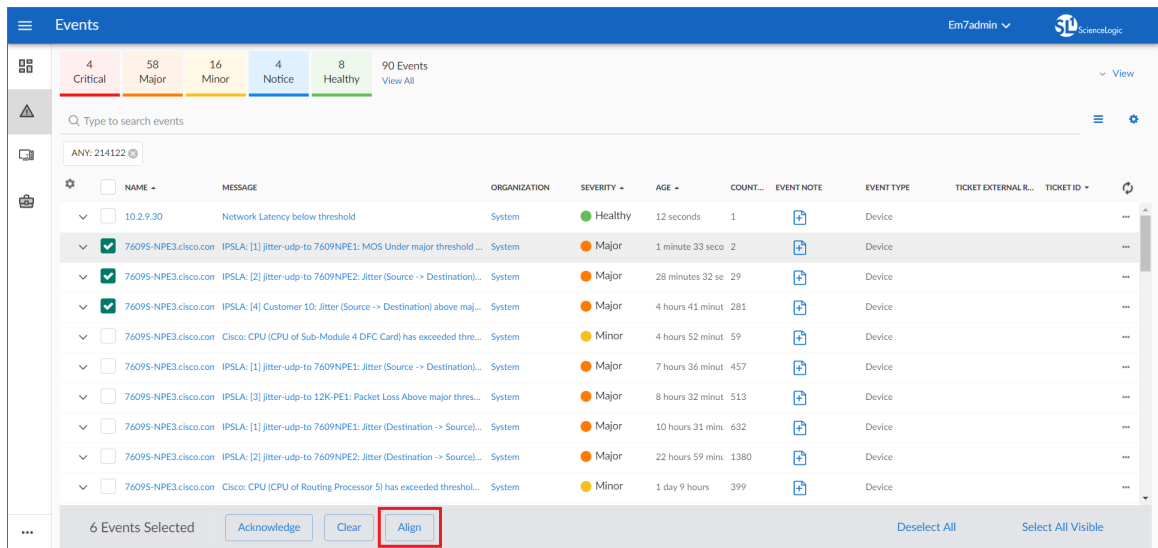 Events
Em7admin
SL ScienceLogic
4 Critical
58 Major
16 Minor
4 Notice
8 Healthy
90 Events
View All
View
Type to search events
ANY: 214122
NAME MESSAGE ORGANIZATION SEVERITY AGE COUNT... EVENT NOTE EVENT TYPE TICKET EXTERNAL R... TICKET ID
10.2.9.30 Network Latency below threshold System Healthy 12 seconds 1 Device ...
7609S-NPE3.cisco.com IPSLA: [1] jitter-udp-to 7609NPE1: MOS Under major threshold ... System Major 1 minute 33 seco 2 Device ...
7609S-NPE3.cisco.com IPSLA: [2] jitter-udp-to 7609NPE2: Jitter (Source -> Destination)... System Major 28 minutes 32 se 29 Device ...
7609S-NPE3.cisco.com IPSLA: [4] Customer 10: Jitter (Source -> Destination) above maj... System Major 4 hours 41 minut 281 Device ...
7609S-NPE3.cisco.com Cisco: CPU (CPU of Sub-Module 4 DFC Card) has exceeded thre... System Minor 4 hours 52 minut 59 Device ...
7609S-NPE3.cisco.com IPSLA: [1] jitter-udp-to 7609NPE1: Jitter (Source -> Destination)... System Major 7 hours 36 minut 457 Device ...
7609S-NPE3.cisco.com IPSLA: [3] jitter-udp-to 12K-PE1: Packet Loss Above major thres... System Major 8 hours 32 minut 513 Device ...
7609S-NPE3.cisco.com IPSLA: [1] jitter-udp-to 7609NPE1: Jitter (Destination -> Source)... System Major 10 hours 31 minu 632 Device ...
7609S-NPE3.cisco.com IPSLA: [2] jitter-udp-to 7609NPE2: Jitter (Destination -> Source)... System Major 22 hours 59 minu 1380 Device ...
7609S-NPE3.cisco.com Cisco: CPU (CPU of Routing Processor 5) has exceeded threshol... System Minor 1 day 9 hours 399 Device ...
6 Events Selected Acknowledge Clear Align Deselect All Select All Visible